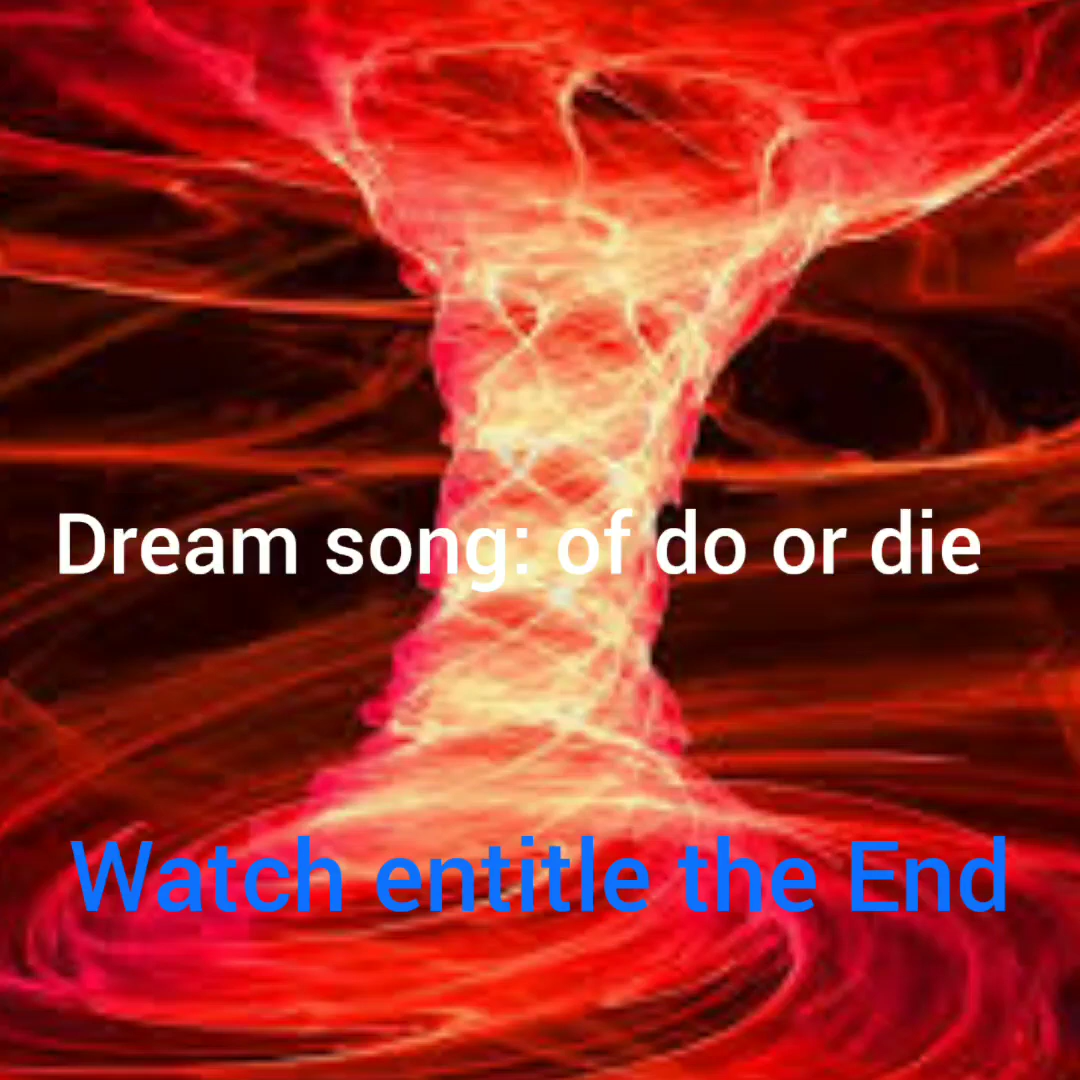 Dream song: of do or die
Watch entitle the End